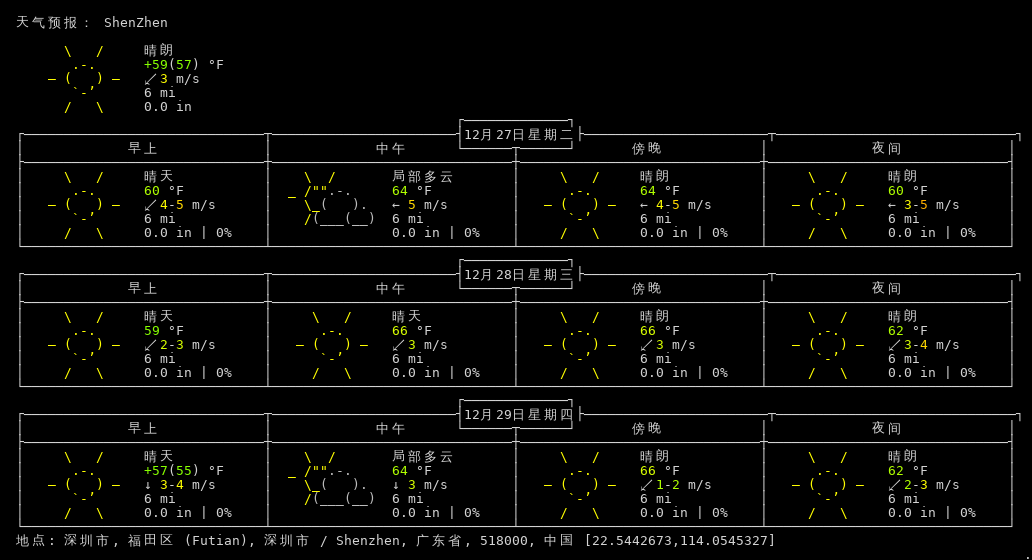 天气预报： ShenZhen
晴朗
+59(57) °F
↙3 m/s
6 mi
0.0 in
12月27日星期二
早上 中午 傍晚 夜间
晴天 局部多云 晴朗 晴朗
60 °F 64 °F 64 °F 60 °F
↙4-5 m/s ← 5 m/s ← 4-5 m/s ← 3-5 m/s
6 mi 6 mi 6 mi 6 mi
0.0 in | 0% 0.0 in | 0% 0.0 in | 0% 0.0 in | 0%
12月28日星期三
早上 中午 傍晚 夜间
晴天 晴天 晴朗 晴朗
59 °F 66 °F 66 °F 62 °F
↙2-3 m/s ↙3 m/s ↙3 m/s ↙3-4 m/s
6 mi 6 mi 6 mi 6 mi
0.0 in | 0% 0.0 in | 0% 0.0 in | 0% 0.0 in | 0%
12月29日星期四
早上 中午 傍晚 夜间
晴天 局部多云 晴朗 晴朗
+57(55) °F 64 °F 66 °F 62 °F
↓ 3-4 m/s ↓ 3 m/s ↙1-2 m/s ↙2-3 m/s
6 mi 6 mi 6 mi 6 mi
0.0 in | 0% 0.0 in | 0% 0.0 in | 0% 0.0 in | 0%
地点: 深圳市, 福田区 (Futian), 深圳市 / Shenzhen, 广东省, 518000, 中国 [22.5442673,114.0545327]